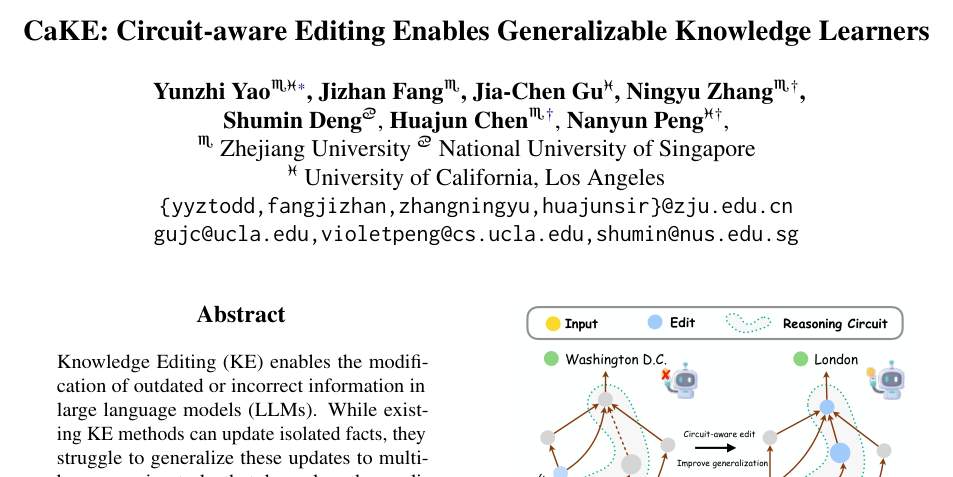 CaKE: Circuit-aware Editing Enables Generalizable Knowledge Learners
Yunzhi Yao♏♓*, Jizhan Fang♏, Jia-Chen Gu♓, Ningyu Zhang♏†,
Shumin Deng♋, Huajun Chen♏†, Nanyun Peng♓†,
♏ Zhejiang University ♋ National University of Singapore
♓ University of California, Los Angeles
{yyztodd,fangjizhan,zhangningyu,huajunsir}@zju.edu.cn
gujc@ucla.edu,violetpeng@cs.ucla.edu,shumin@nus.edu.sg
Abstract
Knowledge Editing (KE) enables the modifi-
cation of outdated or incorrect information in
large language models (LLMs). While exist-
ing KE methods can update isolated facts, they
struggle to generalize these updates to multi-
Input
Edit
Reasoning Circuit
Washington D.C.
London
Circuit-aware edit
Improve generalization